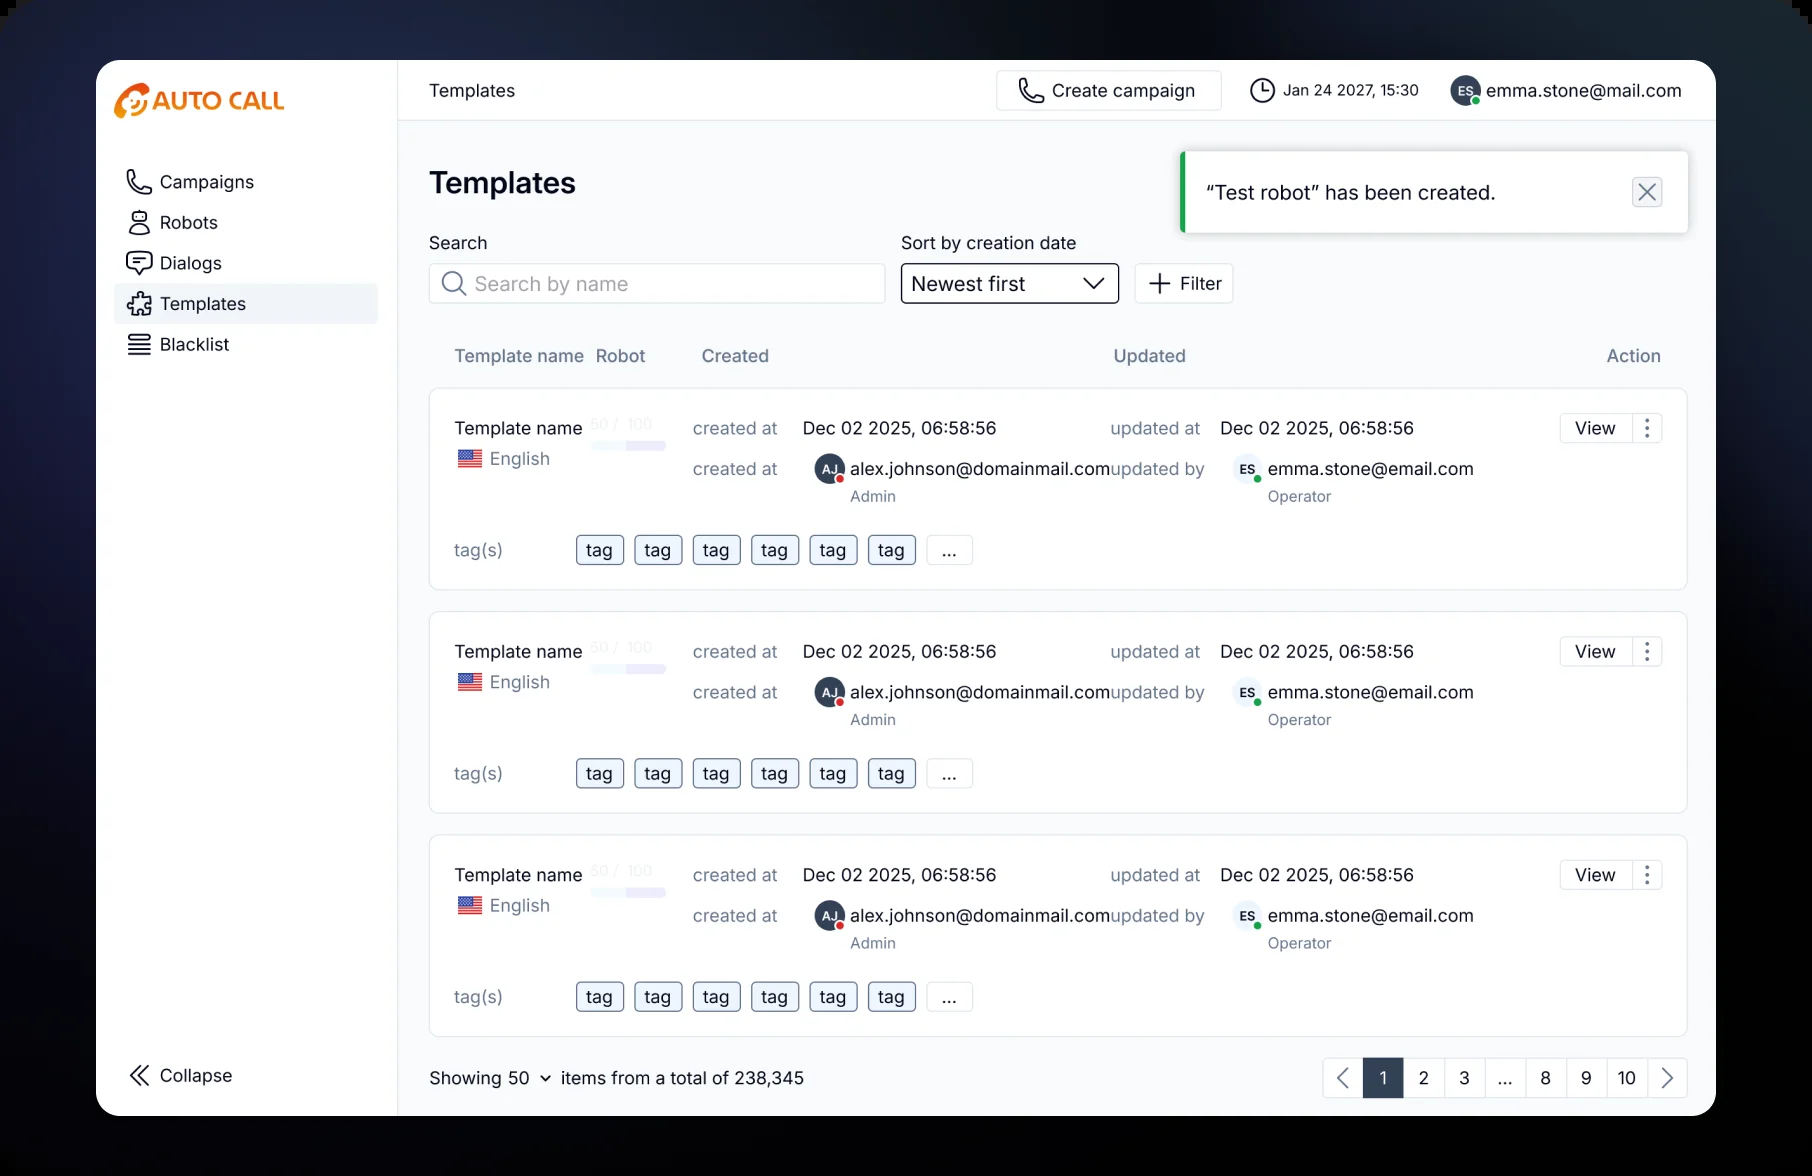 AUTO CALL
Campaigns
Robots
Dialogs
Templates
Blacklist
Collapse
Templates
Create campaign
Jan 24 2027, 15:30
ES
emma.stone@mail.com
Templates
“Test robot” has been created.
Search
Search by name
Sort by creation date
Newest first
Filter
Template name Robot Created Updated Action
Template name 50 / 100 created at Dec 02 2025, 06:58:56 updated at Dec 02 2025, 06:58:56 View
English created at AJ alex.johnson@domainmail.com updated by ES emma.stone@email.com
Admin Operator
tag(s) tag tag tag tag tag tag ...
Template name 50 / 100 created at Dec 02 2025, 06:58:56 updated at Dec 02 2025, 06:58:56 View
English created at AJ alex.johnson@domainmail.com updated by ES emma.stone@email.com
Admin Operator
tag(s) tag tag tag tag tag tag ...
Template name 50 / 100 created at Dec 02 2025, 06:58:56 updated at Dec 02 2025, 06:58:56 View
English created at AJ alex.johnson@domainmail.com updated by ES emma.stone@email.com
Admin Operator
tag(s) tag tag tag tag tag tag ...
Showing 50 items from a total of 238,345
1 2 3 ... 8 9 10